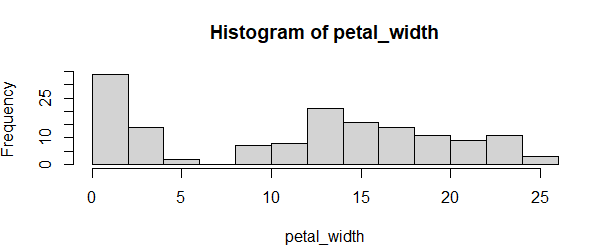 Histogram of petal_width
Frequency
0 10 25
0 5 10 15 20 25
petal_width